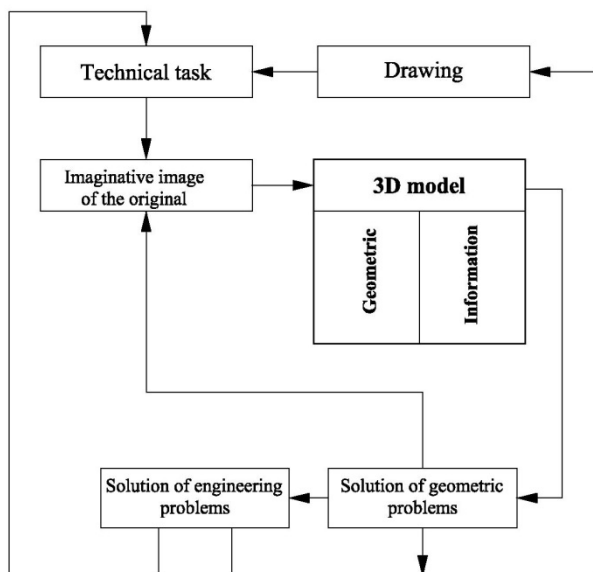 Technical task
Drawing
Imaginative image
of the original
3D model
Geometric
Information
Solution of engineering
problems
Solution of geometric
problems